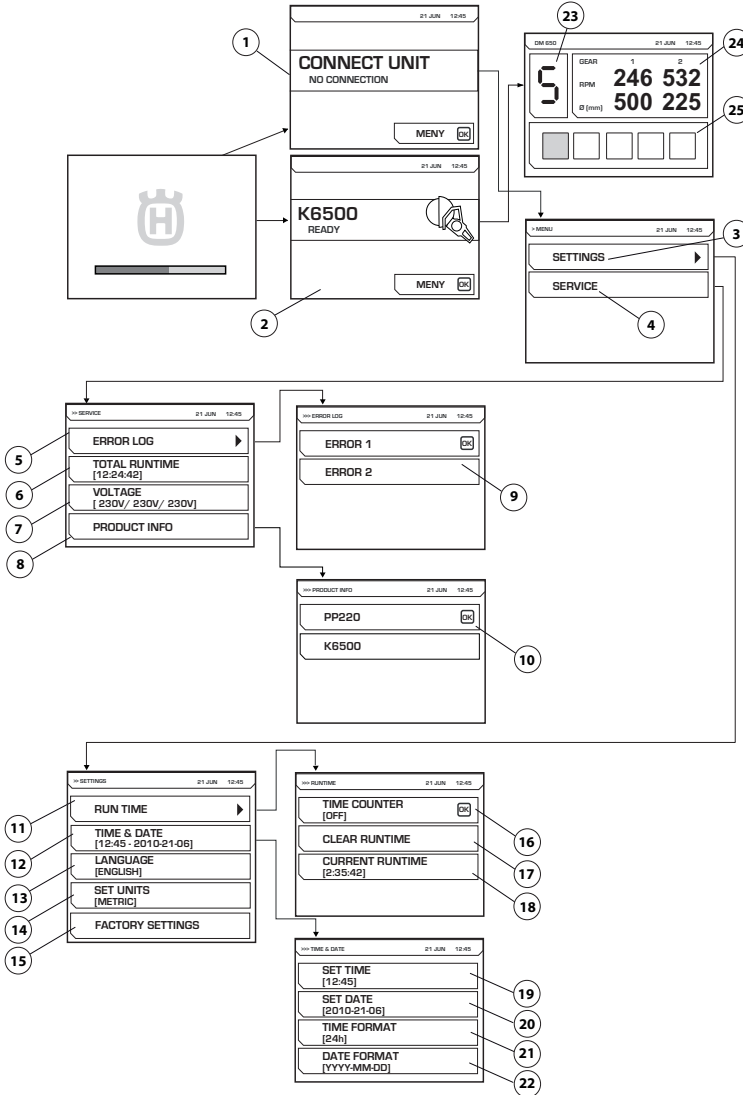 21 JUN 12:45
1
CONNECT UNIT
NO CONNECTION
MENY OK
23
DM 650 21 JUN 12:45
24
GEAR 1 2
RPM 246 532
Ø (mm) 500 225
5
25
H
21 JUN 12:45
K6500
READY
MENY OK
2
> MENU 21 JUN 12:45
3
SETTINGS
SERVICE
4
>> SERVICE 21 JUN 12:45
5
ERROR LOG
6
TOTAL RUNTIME
[12:24:42]
7
VOLTAGE
[ 230V/ 230V/ 230V]
8
PRODUCT INFO
>>> ERROR LOG 21 JUN 12:45
ERROR 1 OK
ERROR 2
9
>>> PRODUCT INFO 21 JUN 12:45
PP220 OK
K6500
10
>> SETTINGS 21 JUN 12:45
11
RUN TIME
12
TIME & DATE
[12:45 - 2010-21-06]
13
LANGUAGE
[ENGLISH]
14
SET UNITS
[METRIC]
15
FACTORY SETTINGS
>>> RUNTIME 21 JUN 12:45
TIME COUNTER OK
[OFF]
16
CLEAR RUNTIME
17
CURRENT RUNTIME
[2:35:42]
18
>>> TIME & DATE 21 JUN 12:45
SET TIME
[12:45]
19
SET DATE
[2010-21-06]
20
TIME FORMAT
[24h]
21
DATE FORMAT
[YYYY-MM-DD]
22